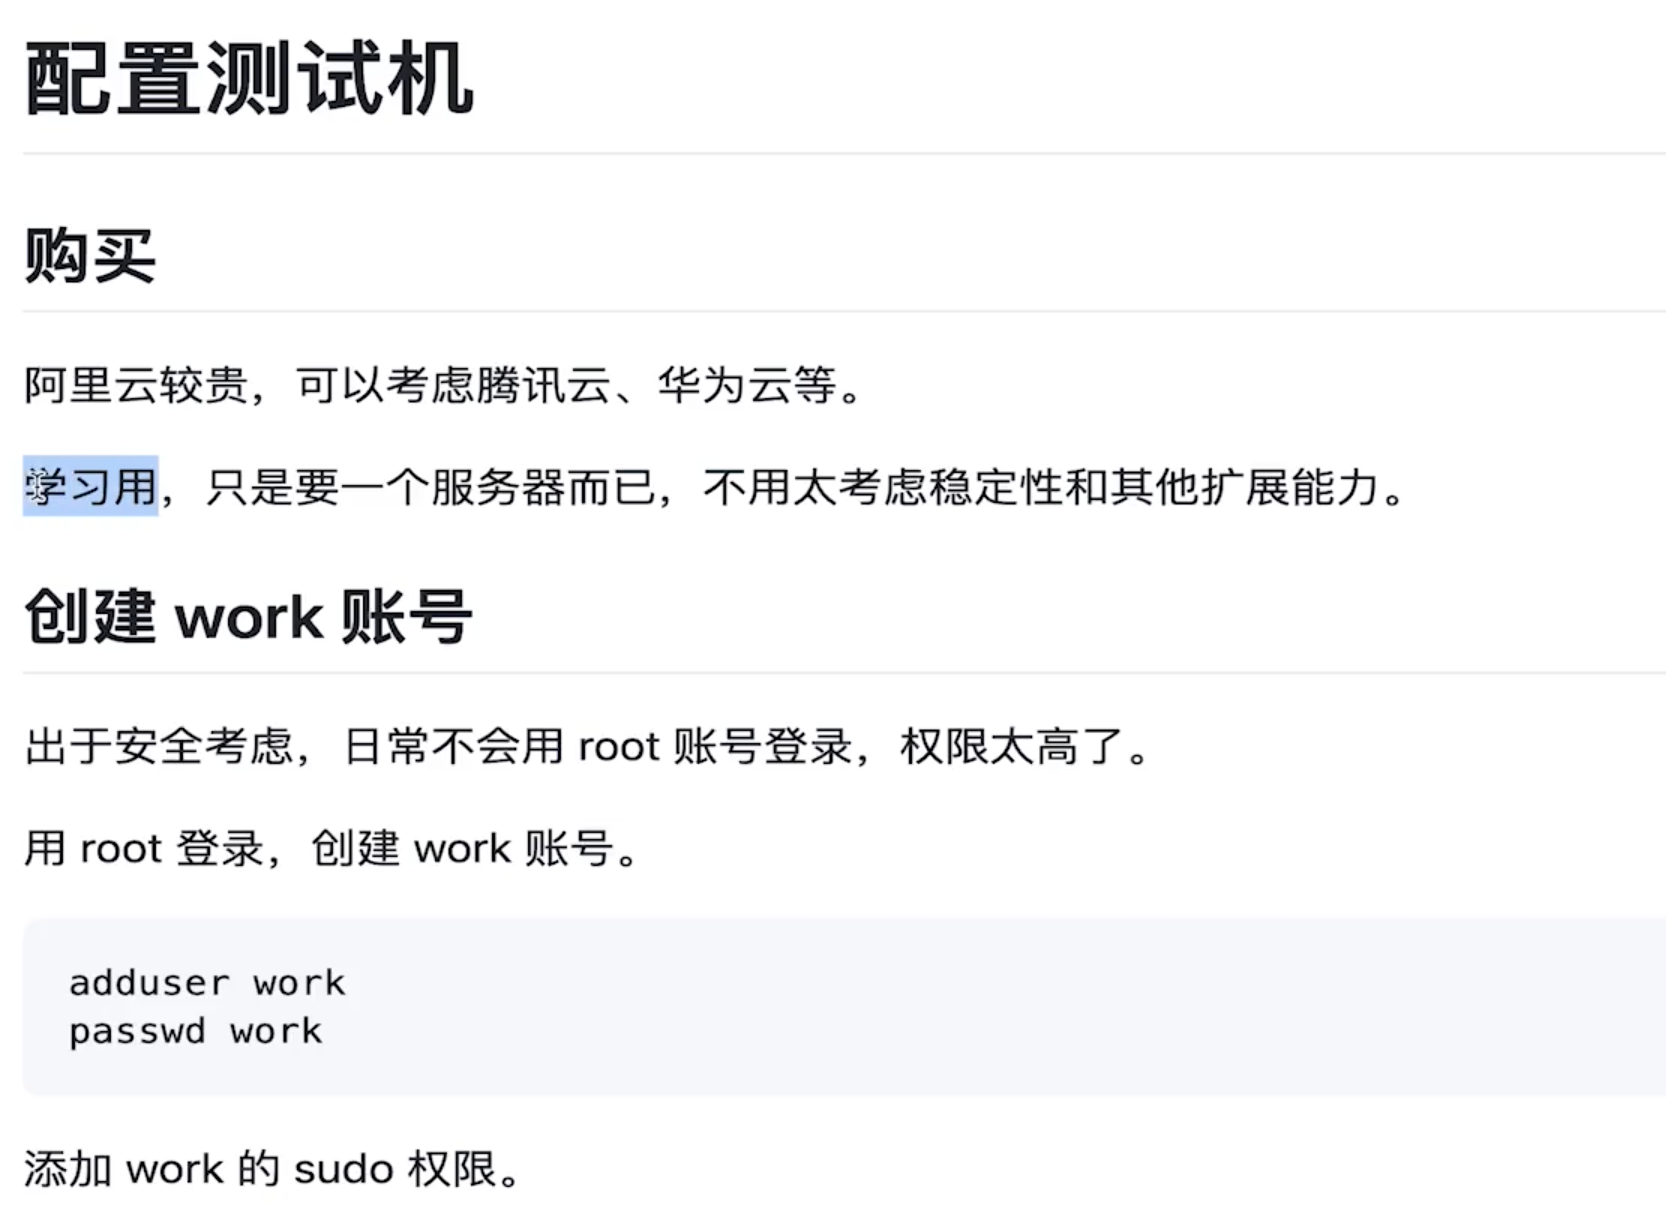 配置测试机
购买
阿里云较贵，可以考虑腾讯云、华为云等。
学习用，只是要一个服务器而已，不用太考虑稳定性和其他扩展能力。
创建 work 账号
出于安全考虑，日常不会用 root 账号登录，权限太高了。
用 root 登录，创建 work 账号。
adduser work
passwd work
添加 work 的 sudo 权限。